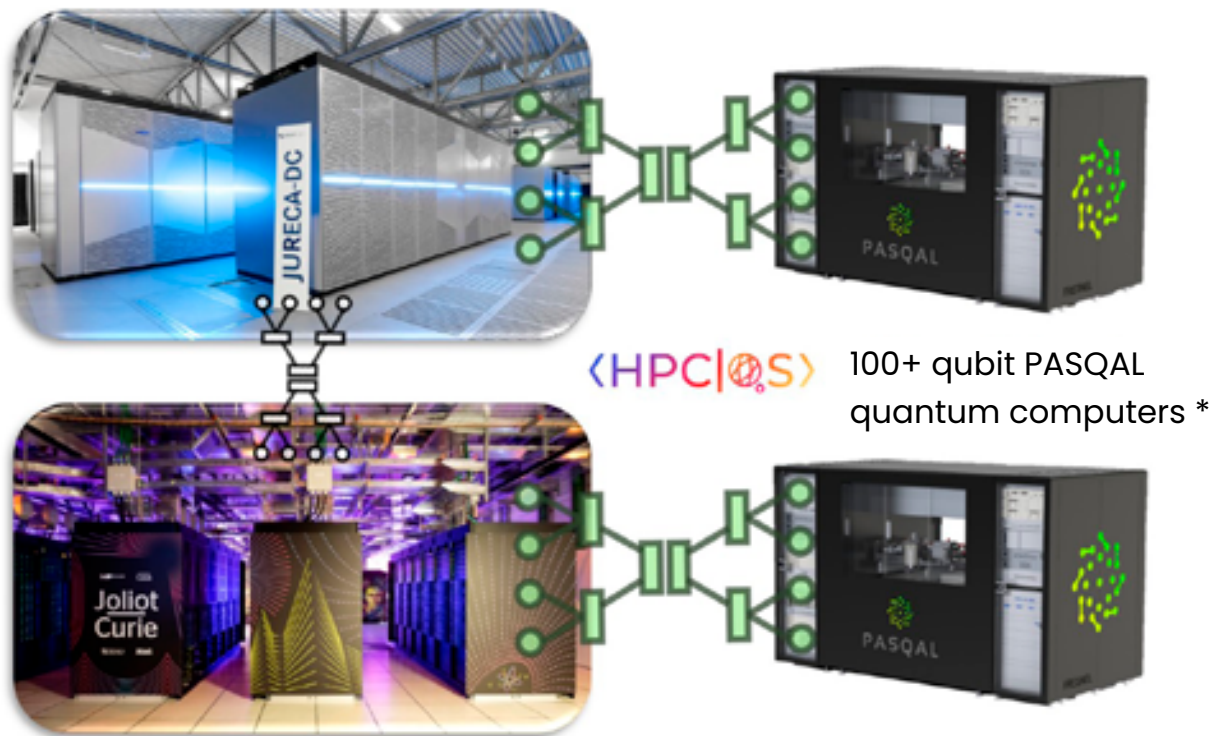 JURECA-DC
PASQAL
<HPC|QS>
100+ qubit PASQAL
quantum computers *
Joliot
Curie
PASQAL